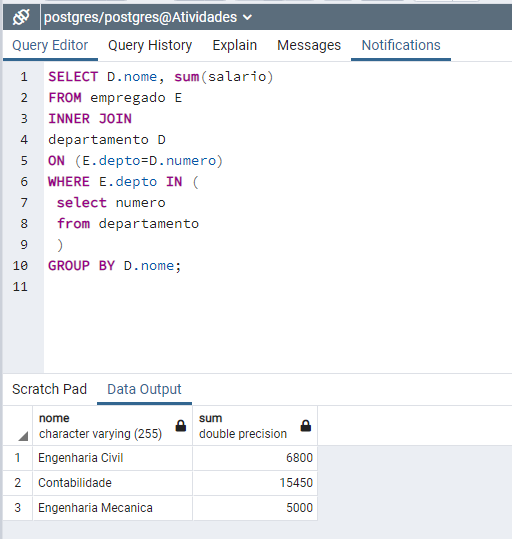 postgres/postgres@Atividades
Query Editor Query History Explain Messages Notifications
1 SELECT D.nome, sum(salario)
2 FROM empregado E
3 INNER JOIN
4 departamento D
5 ON (E.depto=D.numero)
6 WHERE E.depto IN (
7 select numero
8 from departamento
9 )
10 GROUP BY D.nome;
11
Scratch Pad Data Output
nome sum
character varying (255) double precision
1 Engenharia Civil 6800
2 Contabilidade 15450
3 Engenharia Mecanica 5000